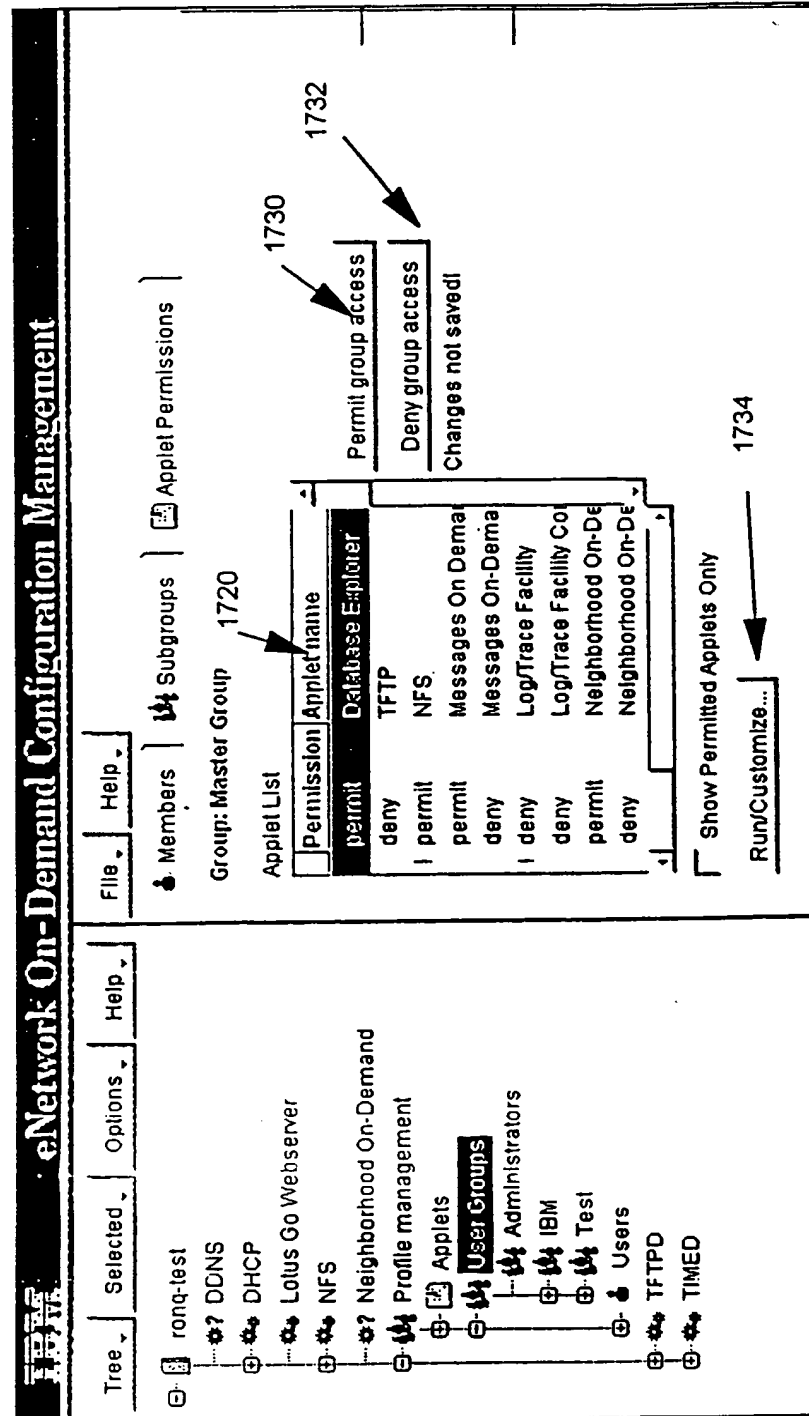 IBM eNetwork On-Demand Configuration Management
Tree Selected Options Help
ronq-test
? DDNS
DHCP
Lotus Go Webserver
NFS
? Neighborhood On-Demand
Profile management
Applets
User Groups
Administrators
IBM
Test
Users
TFTPD
TIMED
File Help
Members Subgroups Applet Permissions
Group: Master Group
Applet List
Permission Applet name
permit Database Explorer
deny TFTP
! permit NFS
permit Messages On Deman
deny Messages On-Dema
! deny Log/Trace Facility
deny Log/Trace Facility Co
permit Neighborhood On-De
deny Neighborhood On-De
Show Permitted Applets Only
Run/Customize...
Permit group access
Deny group access
Changes not saved!
1720
1730
1732
1734